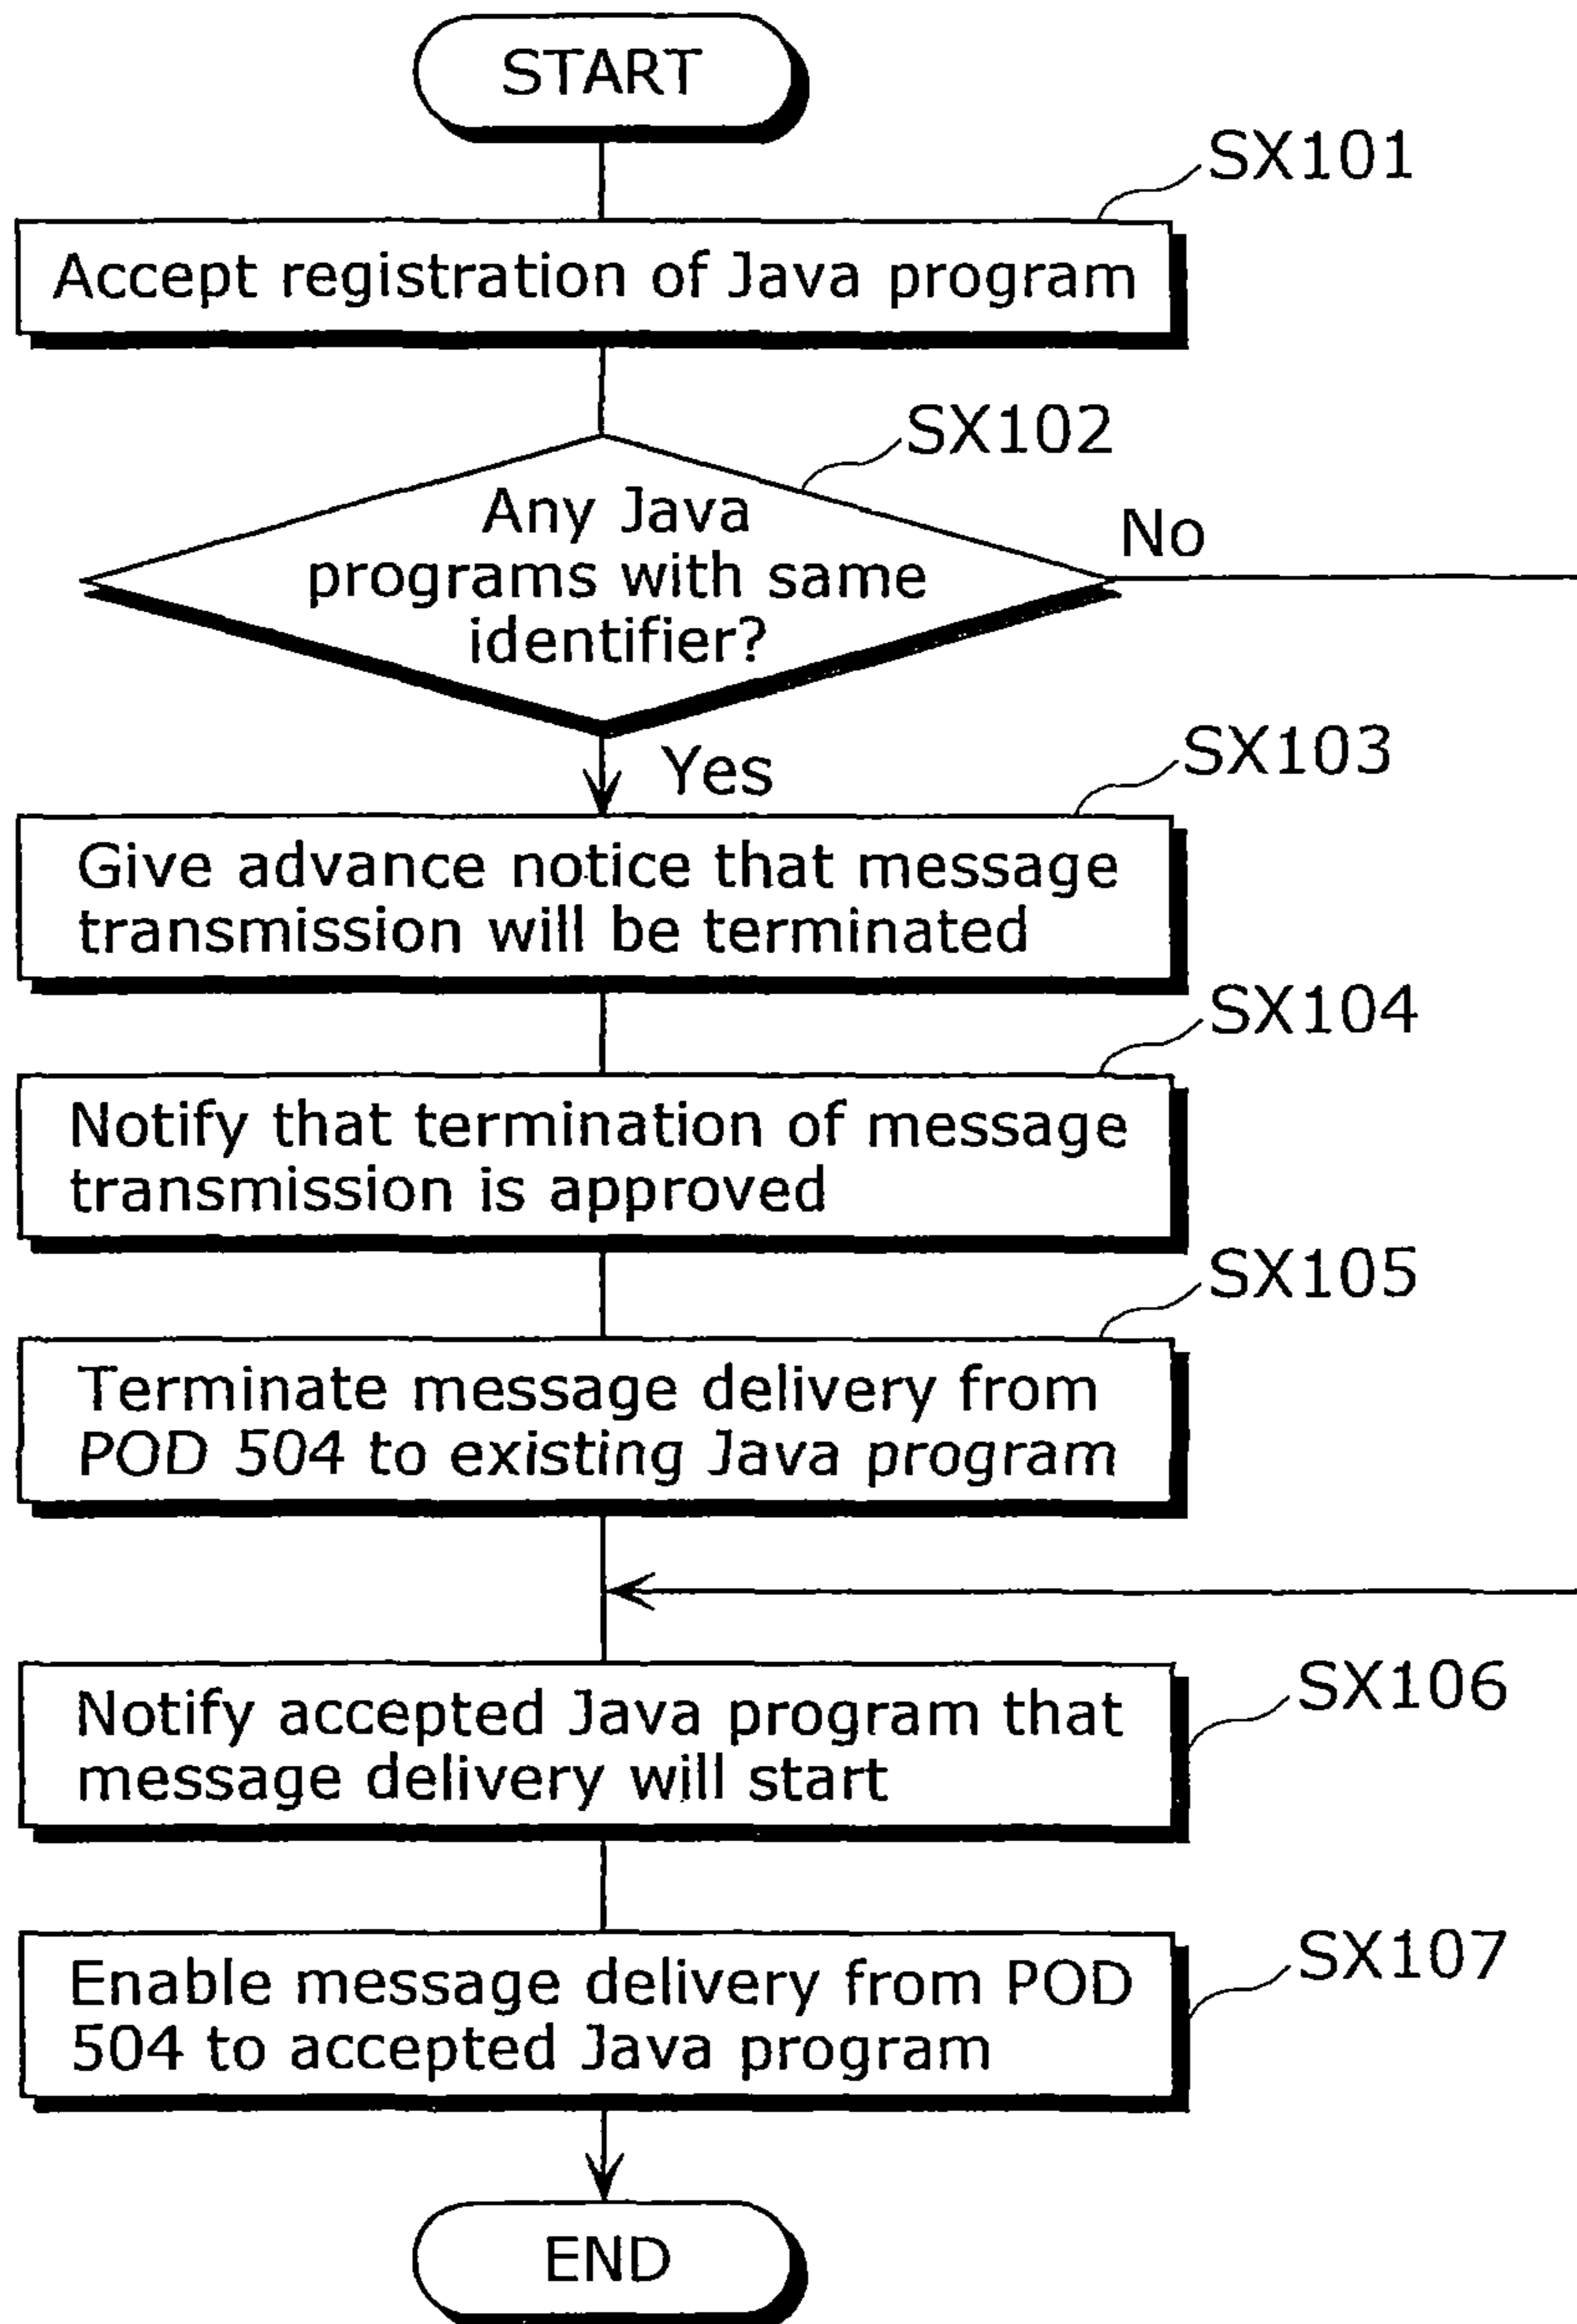 START
SX101
Accept registration of Java program
SX102
Any Java
programs with same
identifier?
No
Yes
SX103
Give advance notice that message
transmission will be terminated
SX104
Notify that termination of message
transmission is approved
SX105
Terminate message delivery from
POD 504 to existing Java program
SX106
Notify accepted Java program that
message delivery will start
SX107
Enable message delivery from POD
504 to accepted Java program
END